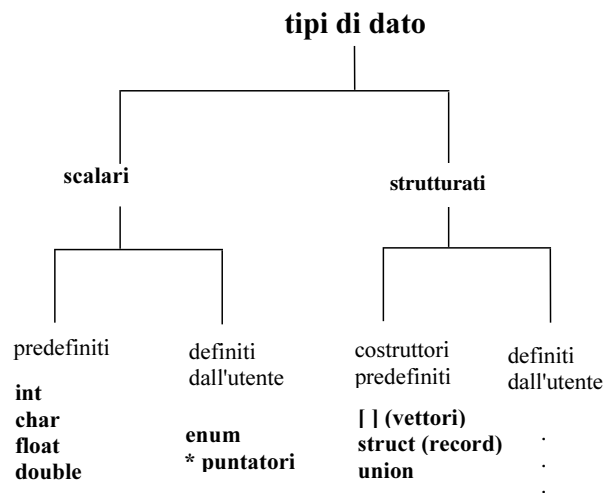 tipi di dato
scalari
strutturati
predefiniti
int
char
float
double
definiti
dall'utente
enum
* puntatori
costruttori
predefiniti
[ ] (vettori)
struct (record)
union
definiti
dall'utente
.
.
.